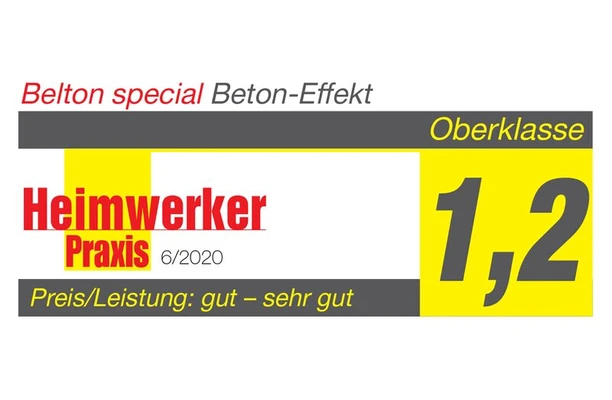 Belton special Beton-Effekt
Oberklasse
Heimwerker
Praxis 6/2020
1,2
Preis/Leistung: gut – sehr gut